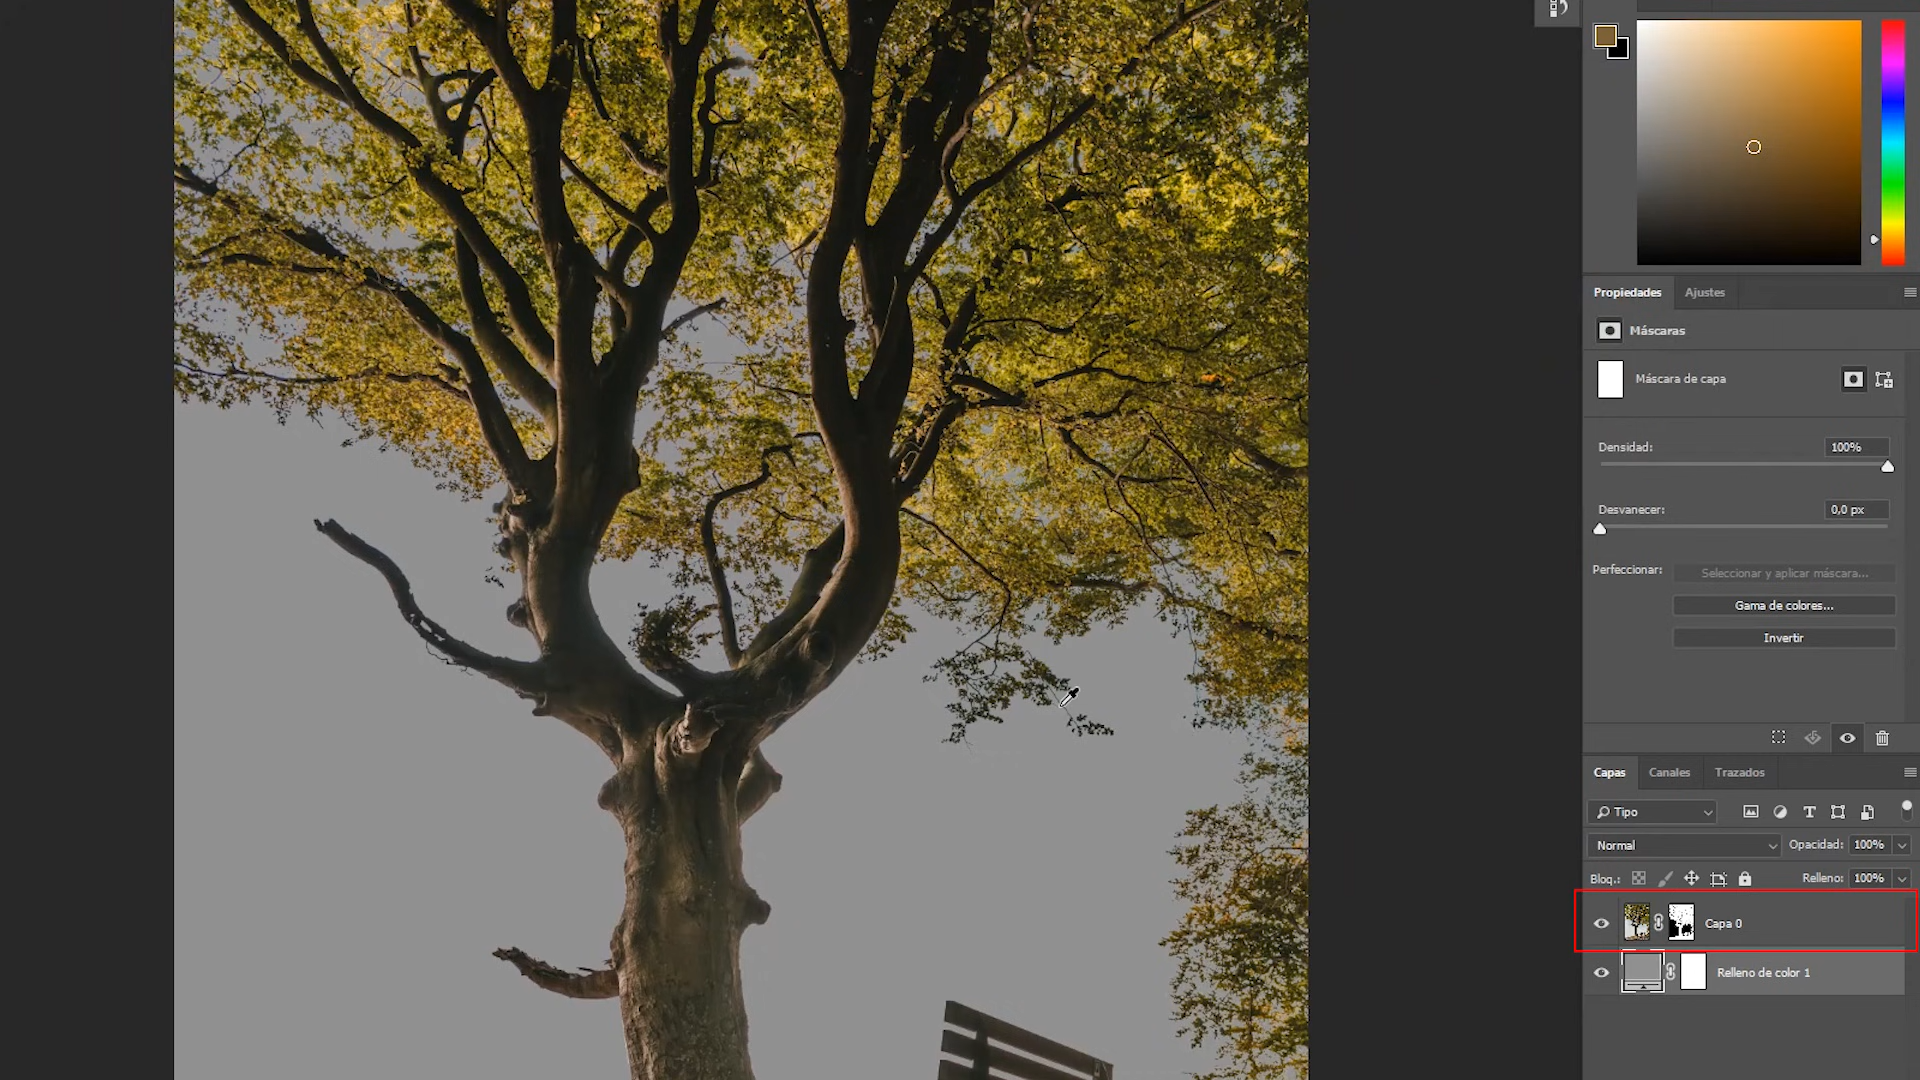 Propiedades Ajustes
Máscaras
Máscara de capa
Densidad: 100%
Desvanecer: 0,0 px
Perfeccionar: Seleccionar y aplicar máscara...
Gama de colores...
Invertir
Capas Canales Trazados
Tipo
Normal Opacidad: 100%
Bloq.: Relleno: 100%
Capa 0
Relleno de color 1